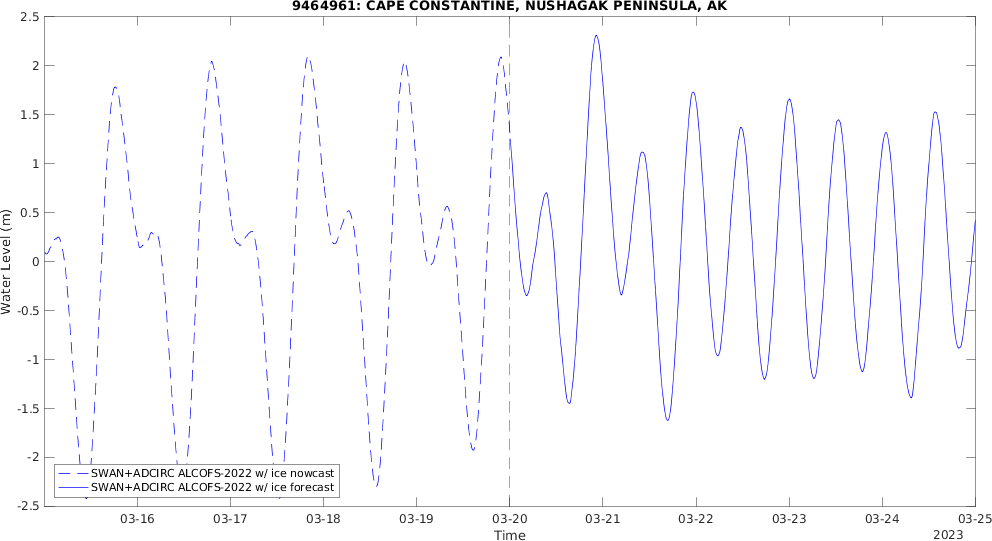 9464961: CAPE CONSTANTINE, NUSHAGAK PENINSULA, AK
2.5
2
1.5
1
0.5
0
-0.5
-1
-1.5
-2
-2.5
Water Level (m)
SWAN+ADCIRC ALCOFS-2022 w/ ice nowcast
SWAN+ADCIRC ALCOFS-2022 w/ ice forecast
03-16 03-17 03-18 03-19 03-20 03-21 03-22 03-23 03-24 03-25
Time
2023